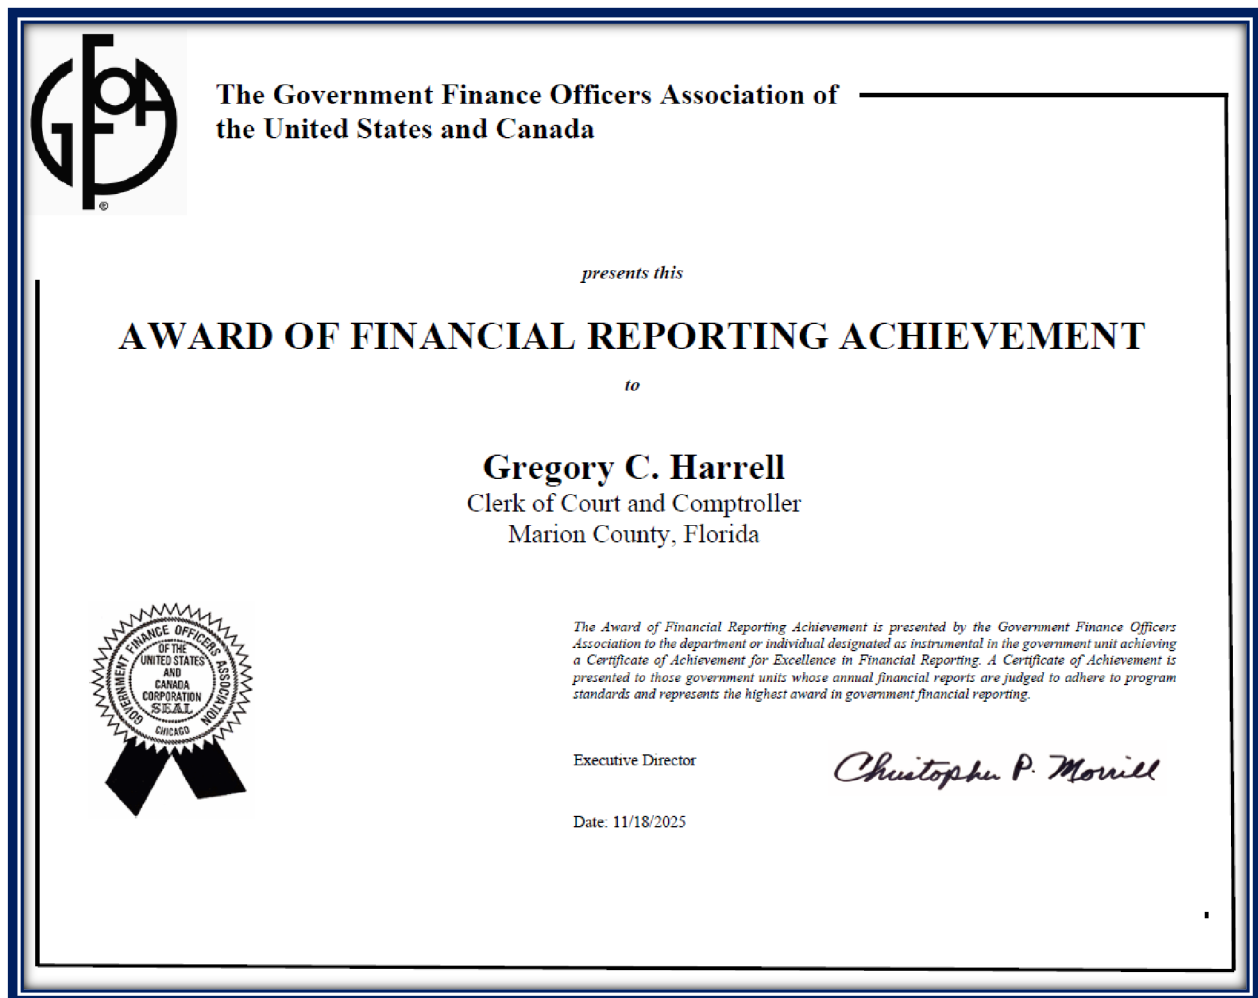 GFOA
®
The Government Finance Officers Association of
the United States and Canada
presents this
AWARD OF FINANCIAL REPORTING ACHIEVEMENT
to
Gregory C. Harrell
Clerk of Court and Comptroller
Marion County, Florida
The Award of Financial Reporting Achievement is presented by the Government Finance Officers
Association to the department or individual designated as instrumental in the government unit achieving
a Certificate of Achievement for Excellence in Financial Reporting. A Certificate of Achievement is
presented to those government units whose annual financial reports are judged to adhere to program
standards and represents the highest award in government financial reporting.
GOVERNMENT FINANCE OFFICERS ASSOCIATION
OF THE
UNITED STATES
AND
CANADA
CORPORATION
SEAL
CHICAGO
Executive Director
Christopher P. Morrill
Date: 11/18/2025